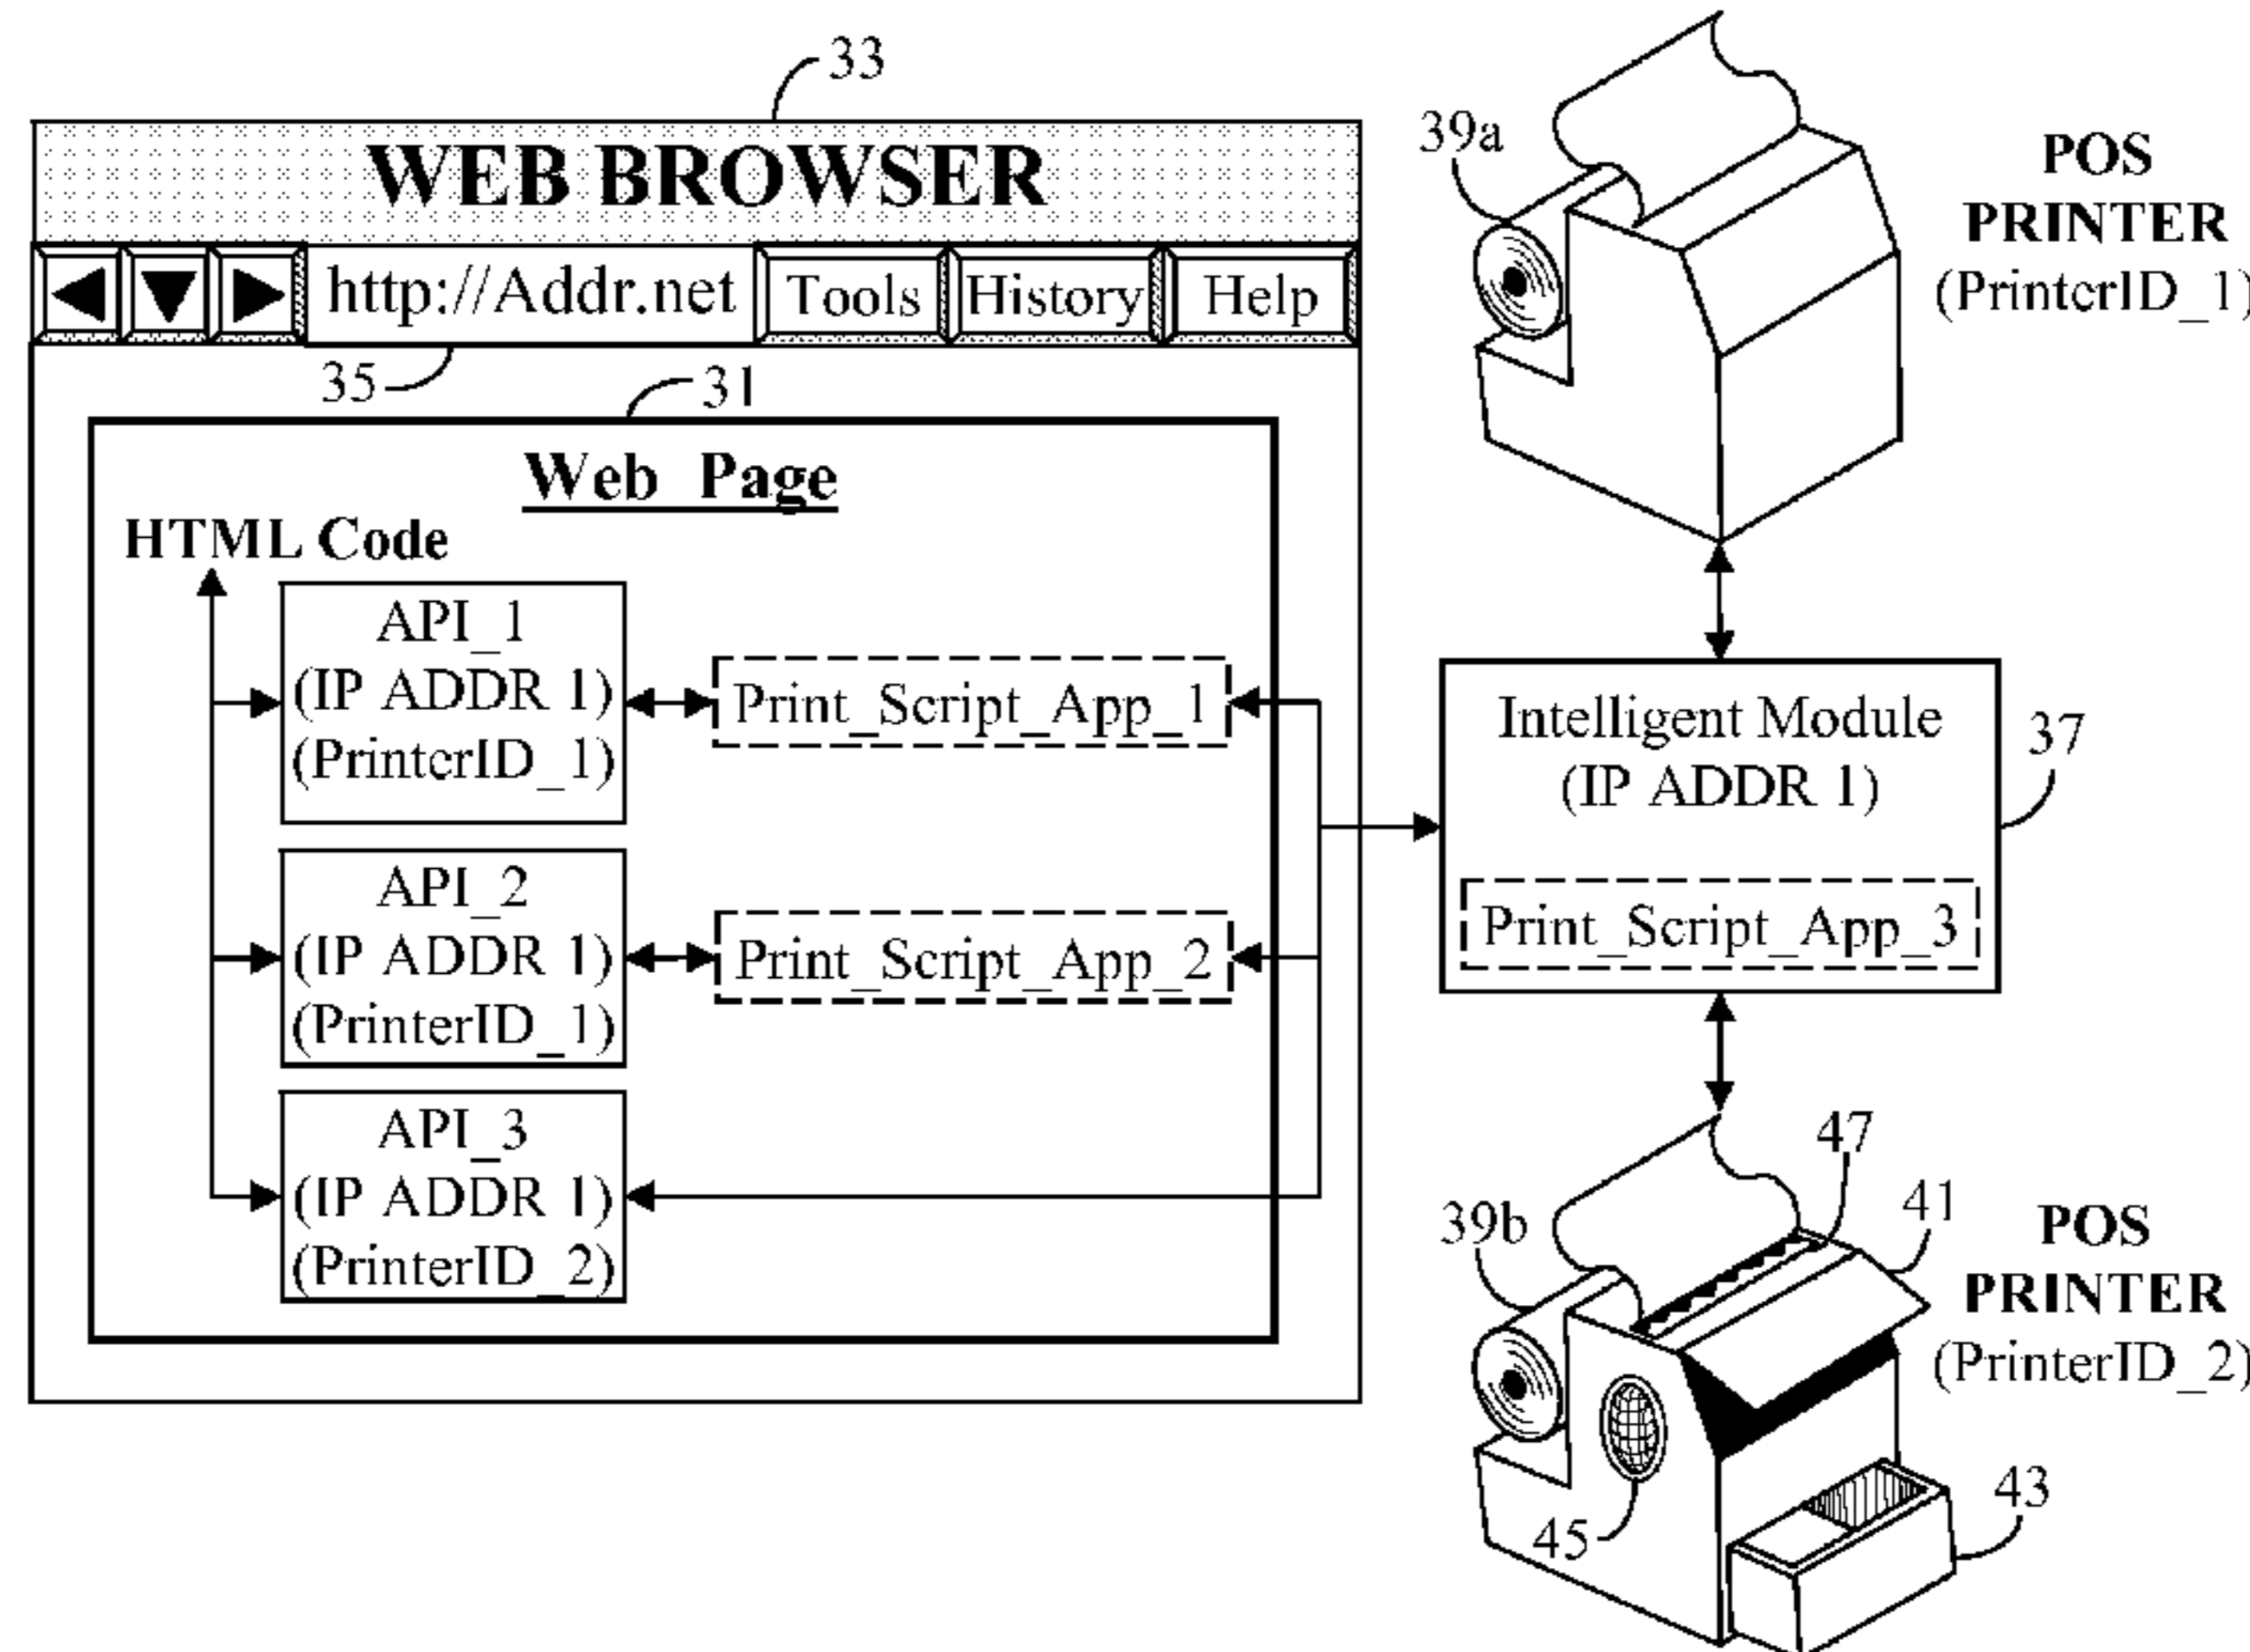 33
WEB BROWSER
http://Addr.net
Tools
History
Help
35
31
Web Page
HTML Code
API_1
(IP ADDR 1)
(PrinterID_1)
Print_Script_App_1
API_2
(IP ADDR 1)
(PrinterID_1)
Print_Script_App_2
API_3
(IP ADDR 1)
(PrinterID_2)
39a
POS
PRINTER
(PrinterID_1)
Intelligent Module
(IP ADDR 1)
Print_Script_App_3
37
47
41
39b
POS
PRINTER
(PrinterID_2)
45
43